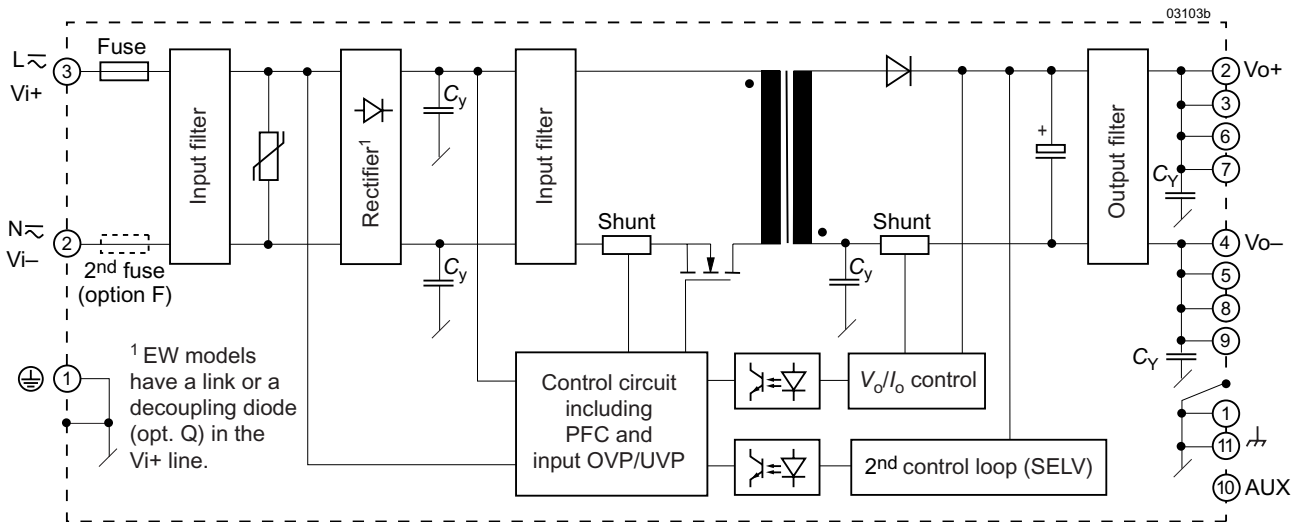 03103b
L
3
Vi+
Fuse
Input filter
Rectifier1
Cy
Input filter
2 Vo+
3
6
7
CY
Output filter
+
N
2
Vi–
2nd fuse
(option F)
Cy
Shunt
Cy
Shunt
4 Vo–
5
8
9
CY
1
1 EW models
have a link or a
decoupling diode
(opt. Q) in the
Vi+ line.
Control circuit
including
PFC and
input OVP/UVP
Vo/Io control
2nd control loop (SELV)
1
11
10 AUX